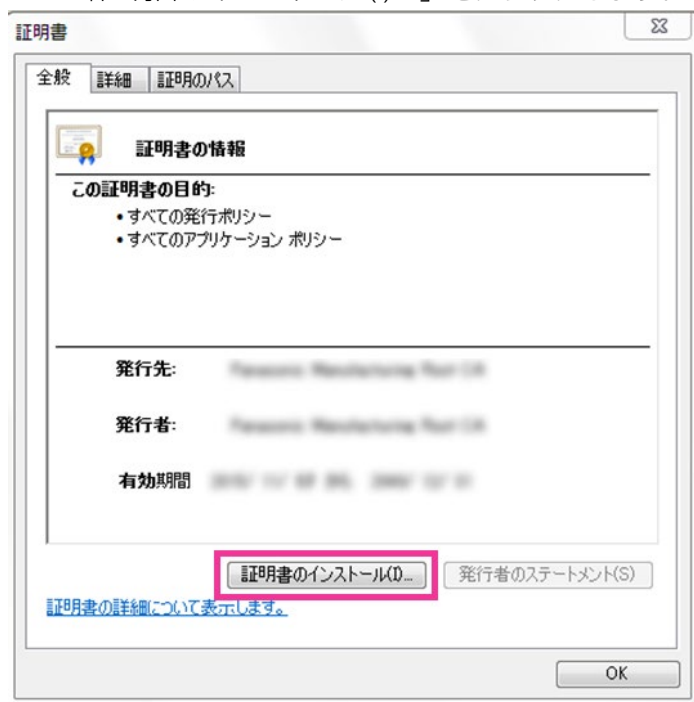 証明書
全般 詳細 証明のパス
証明書の情報
この証明書の目的:
• すべての発行ポリシー
• すべてのアプリケーション ポリシー
発行先:
発行者:
有効期間
証明書のインストール(I)... 発行者のステートメント(S)
証明書の詳細について表示します。
OK